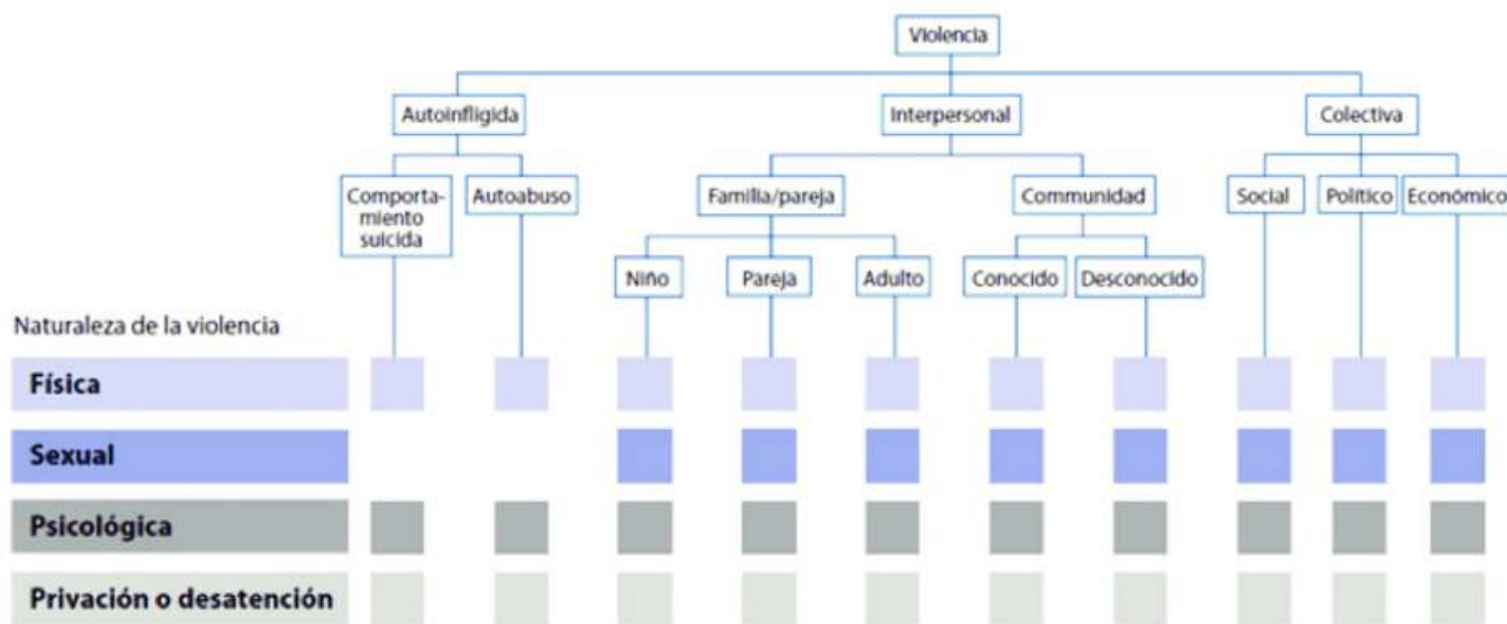 Violencia
Autoinfligida
Interpersonal
Colectiva
Comporta-
miento
suicida
Autoabuso
Familia/pareja
Communidad
Social
Político
Económico
Niño
Pareja
Adulto
Conocido
Desconocido
Naturaleza de la violencia
Física
Sexual
Psicológica
Privación o desatención